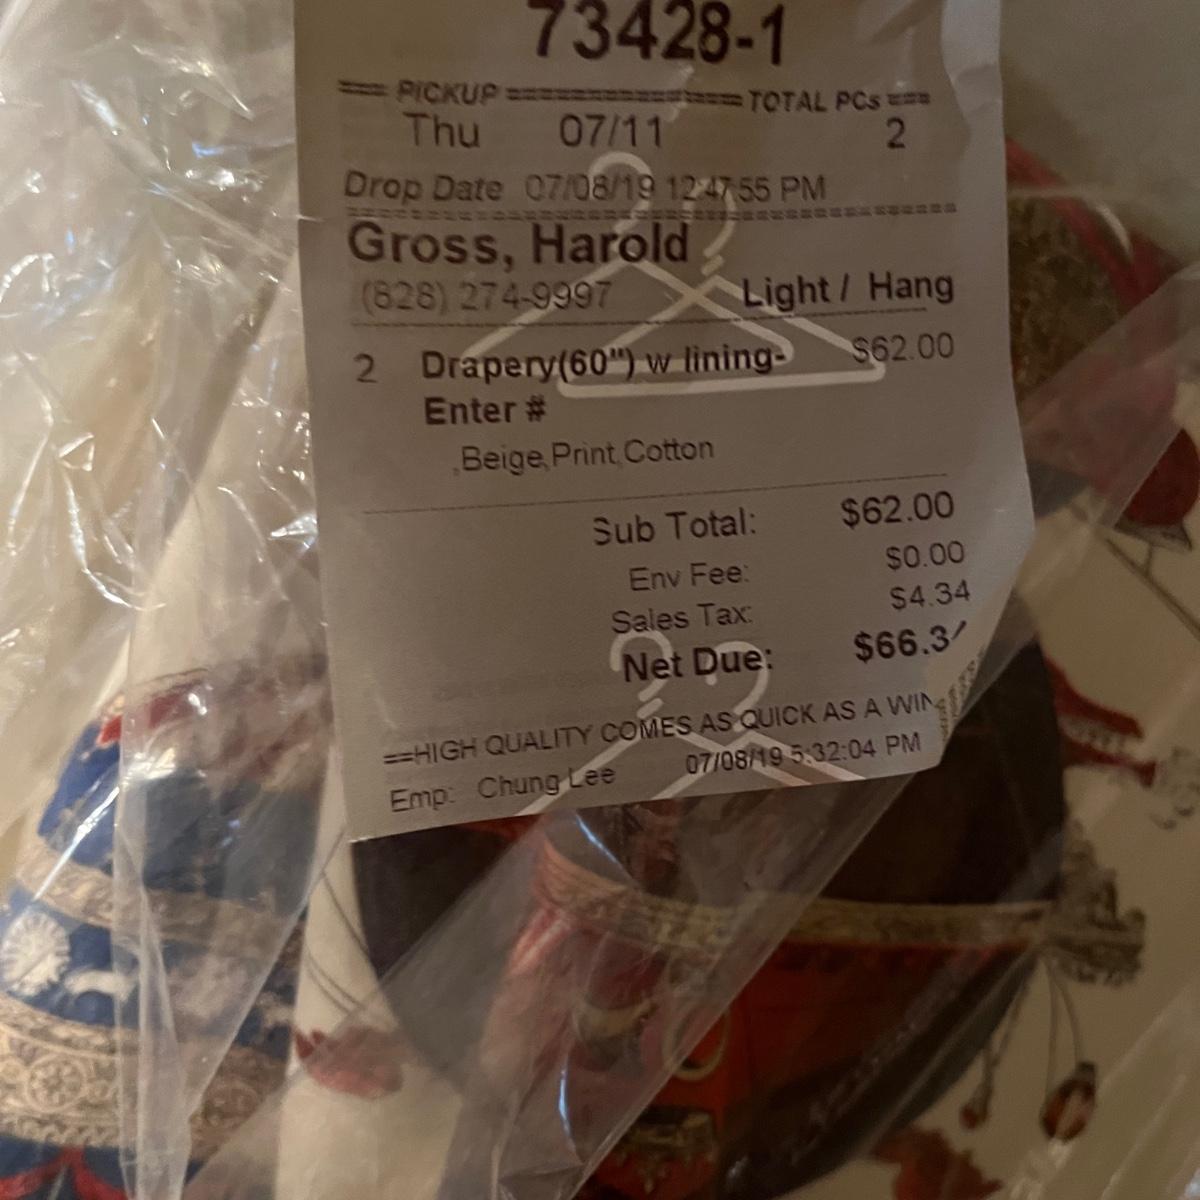 73428-1
=== PICKUP ==================== TOTAL PCs ===
Thu 07/11 2
Drop Date 07/08/19 12:47:55 PM
Gross, Harold
(828) 274-9997 Light / Hang
2 Drapery(60") w lining- $62.00
Enter #
,Beige,Print,Cotton
Sub Total: $62.00
Env Fee: $0.00
Sales Tax: $4.34
Net Due: $66.3
==HIGH QUALITY COMES AS QUICK AS A WIN
Emp: Chung Lee 07/08/19 5:32:04 PM